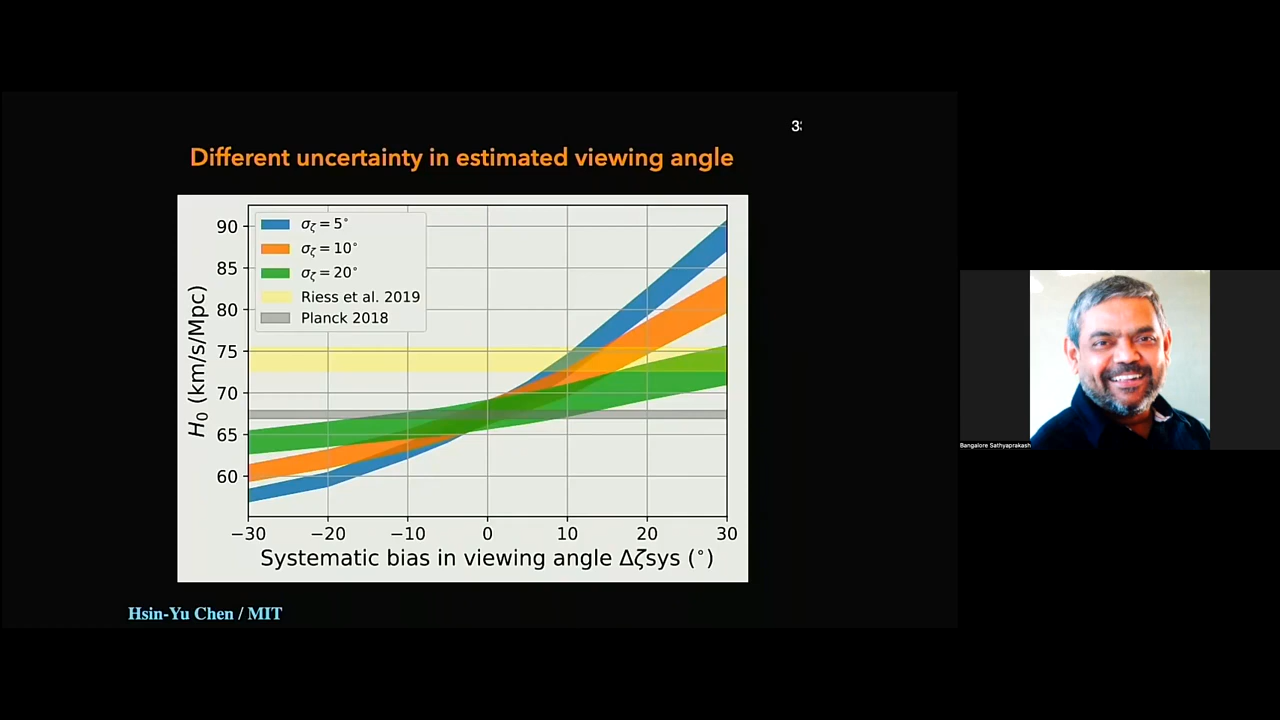 Different uncertainty in estimated viewing angle
σζ = 5°
σζ = 10°
σζ = 20°
Riess et al. 2019
Planck 2018
90
85
80
75
70
65
60
H₀ (km/s/Mpc)
−30 −20 −10 0 10 20 30
Systematic bias in viewing angle Δζsys (°)
Hsin-Yu Chen / MIT
Bangalore Sathyaprakash